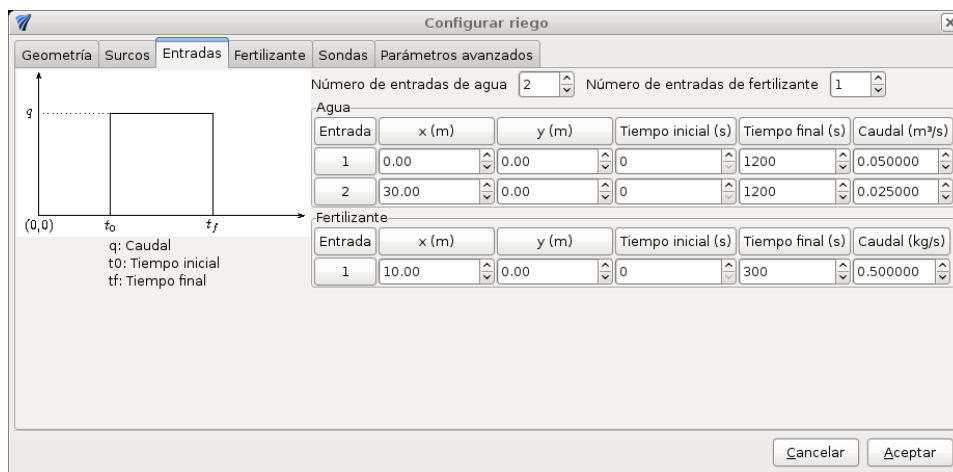 Configurar riego
Geometría Surcos Entradas Fertilizante Sondas Parámetros avanzados
Número de entradas de agua 2 Número de entradas de fertilizante 1
Agua
Entrada x (m) y (m) Tiempo inicial (s) Tiempo final (s) Caudal (m³/s)
1 0.00 0.00 0 1200 0.050000
2 30.00 0.00 0 1200 0.025000
Fertilizante
Entrada x (m) y (m) Tiempo inicial (s) Tiempo final (s) Caudal (kg/s)
1 10.00 0.00 0 300 0.500000
q
(0,0) t₀ t_f
q: Caudal
t0: Tiempo inicial
tf: Tiempo final
Cancelar Aceptar